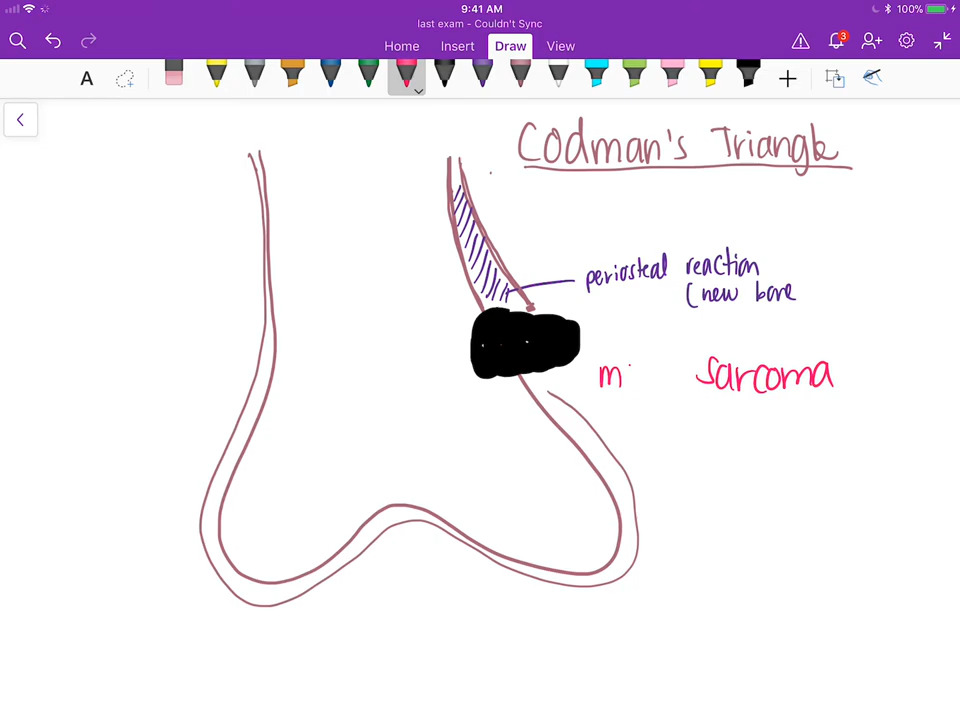 9:41 AM
100%
last exam - Couldn't Sync
Home Insert Draw View
3
A
Codman's Triangle
periosteal reaction
(new bone
m sarcoma